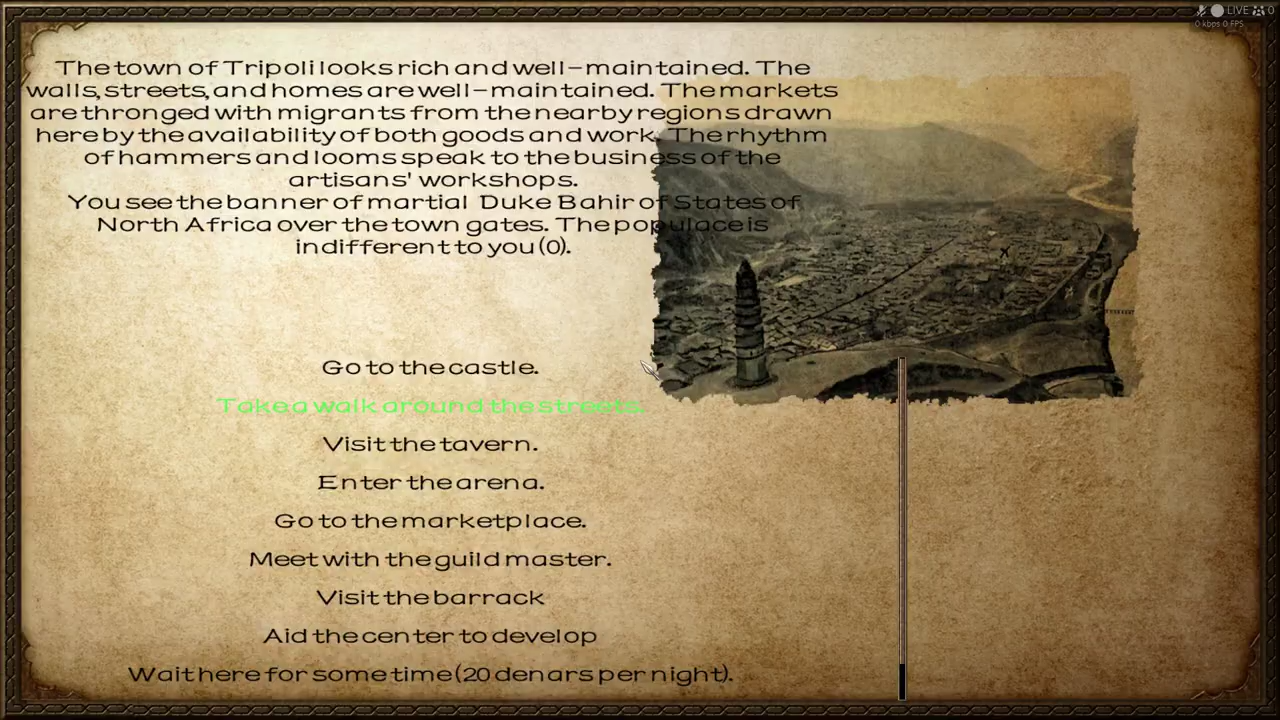 LIVE 0
0 kbps 0 FPS
The town of Tripoli looks rich and well-maintained. The
walls, streets, and homes are well-maintained. The markets
are thronged with migrants from the nearby regions drawn
here by the availability of both goods and work. The rhythm
of hammers and looms speak to the business of the
artisans' workshops.
You see the banner of martial Duke Bahir of States of
North Africa over the town gates. The populace is
indifferent to you (0).
Go to the castle.
Take a walk around the streets.
Visit the tavern.
Enter the arena.
Go to the marketplace.
Meet with the guild master.
Visit the barrack
Aid the center to develop
Wait here for some time (20 denars per night).